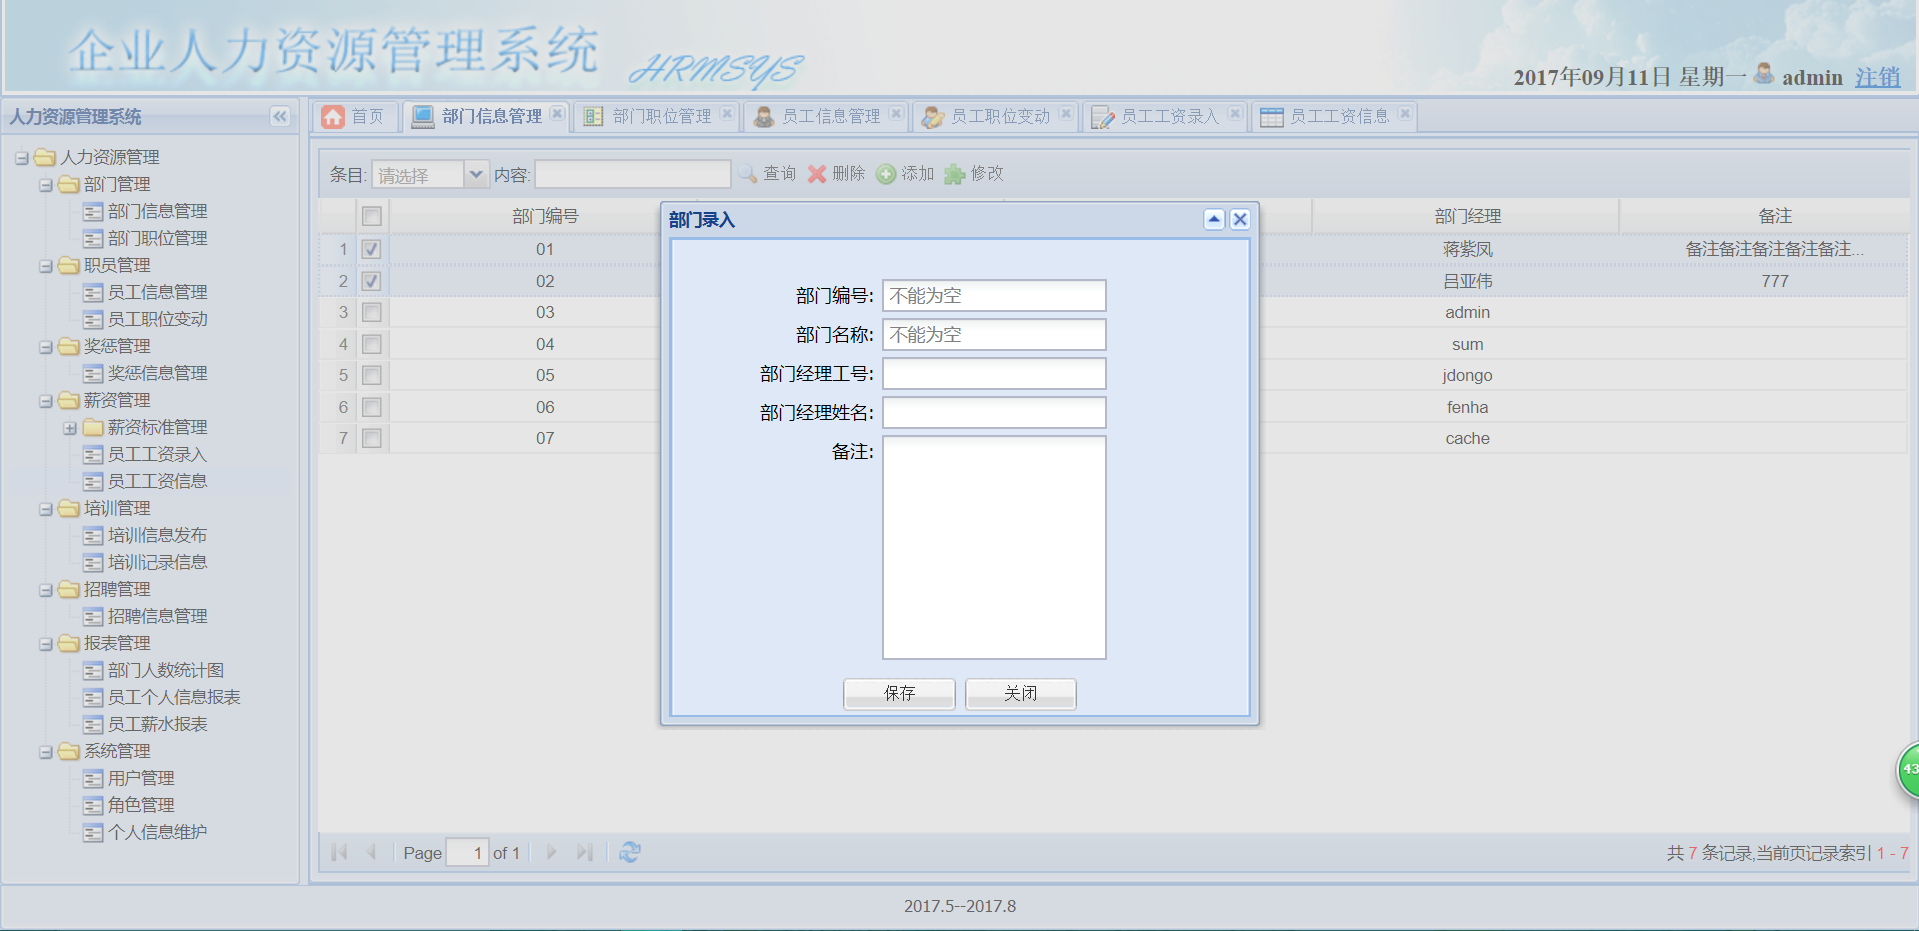 企业人力资源管理系统 HRMSYS
2017年09月11日 星期一 admin 注销
人力资源管理系统
首页 部门信息管理 部门职位管理 员工信息管理 员工职位变动 员工工资录入 员工工资信息
人力资源管理
部门管理
部门信息管理
部门职位管理
职员管理
员工信息管理
员工职位变动
奖惩管理
奖惩信息管理
薪资管理
薪资标准管理
员工工资录入
员工工资信息
培训管理
培训信息发布
培训记录信息
招聘管理
招聘信息管理
报表管理
部门人数统计图
员工个人信息报表
员工薪水报表
系统管理
用户管理
角色管理
个人信息维护
条目: 请选择 内容: 查询 删除 添加 修改
部门编号 部门经理 备注
1 01 蒋紫凤 备注备注备注备注备注...
2 02 吕亚伟 777
3 03 admin
4 04 sum
5 05 jdongo
6 06 fenha
7 07 cache
部门录入
部门编号: 不能为空
部门名称: 不能为空
部门经理工号:
部门经理姓名:
备注:
保存 关闭
Page 1 of 1
共 7 条记录,当前页记录索引 1 - 7
43
2017.5--2017.8